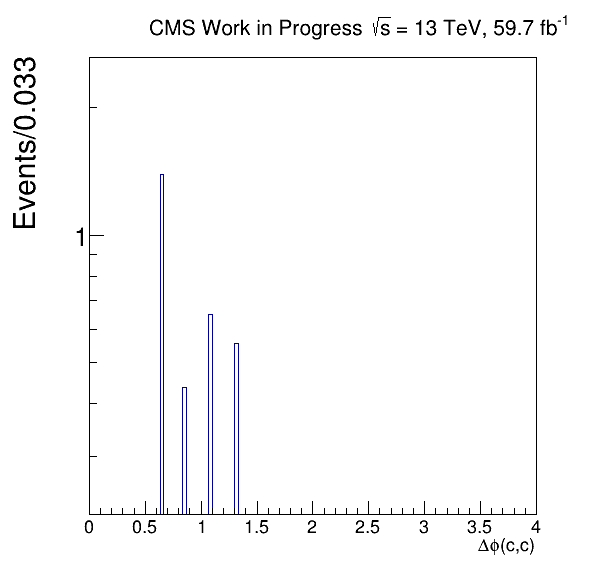 CMS Work in Progress √s = 13 TeV, 59.7 fb⁻¹
Events/0.033
1
0 0.5 1 1.5 2 2.5 3 3.5 4
Δϕ(c,c)